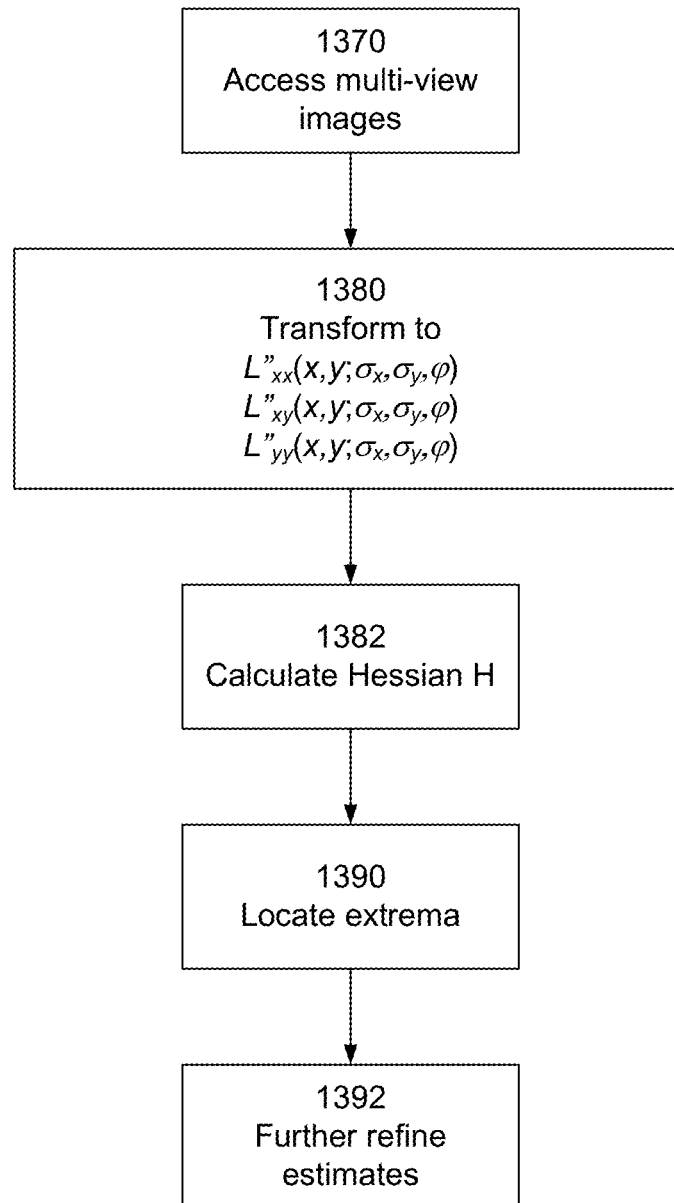 1370
Access multi-view
images
1380
Transform to
L”xx(x,y;σx,σy,φ)
L”xy(x,y;σx,σy,φ)
L”yy(x,y;σx,σy,φ)
1382
Calculate Hessian H
1390
Locate extrema
1392
Further refine
estimates